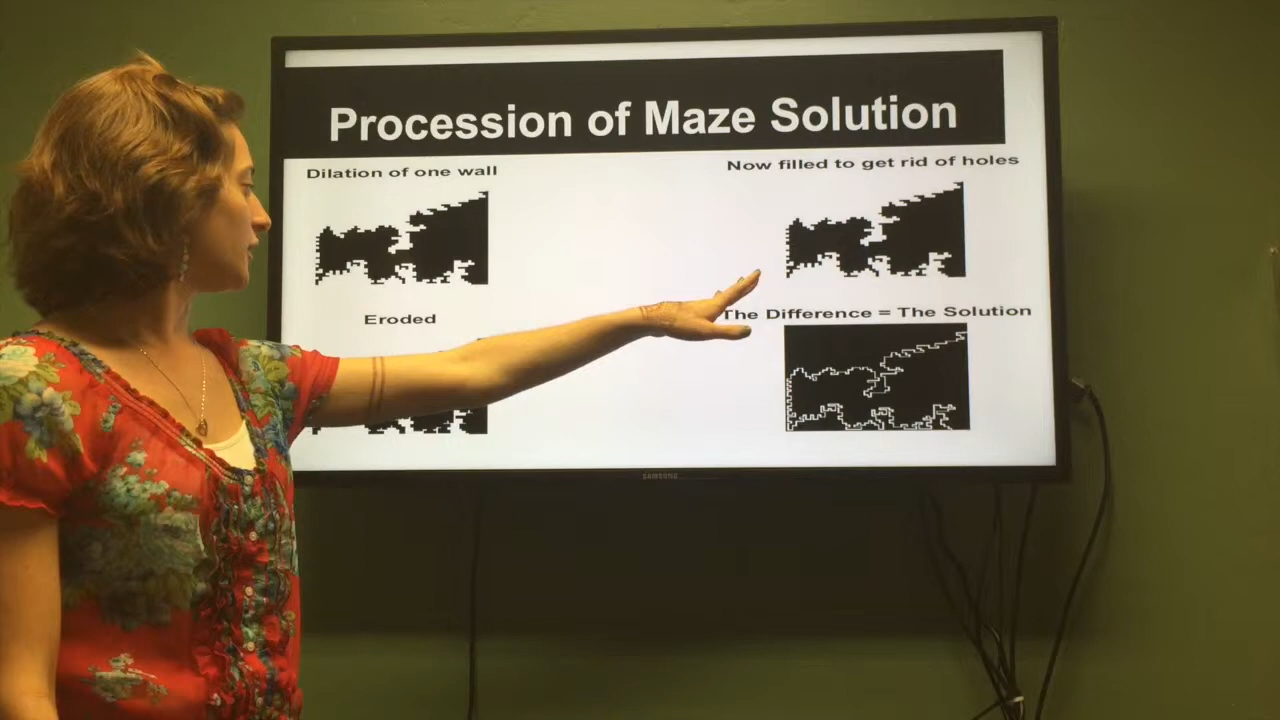 Procession of Maze Solution
Dilation of one wall
Now filled to get rid of holes
Eroded
The Difference = The Solution
SAMSUNG